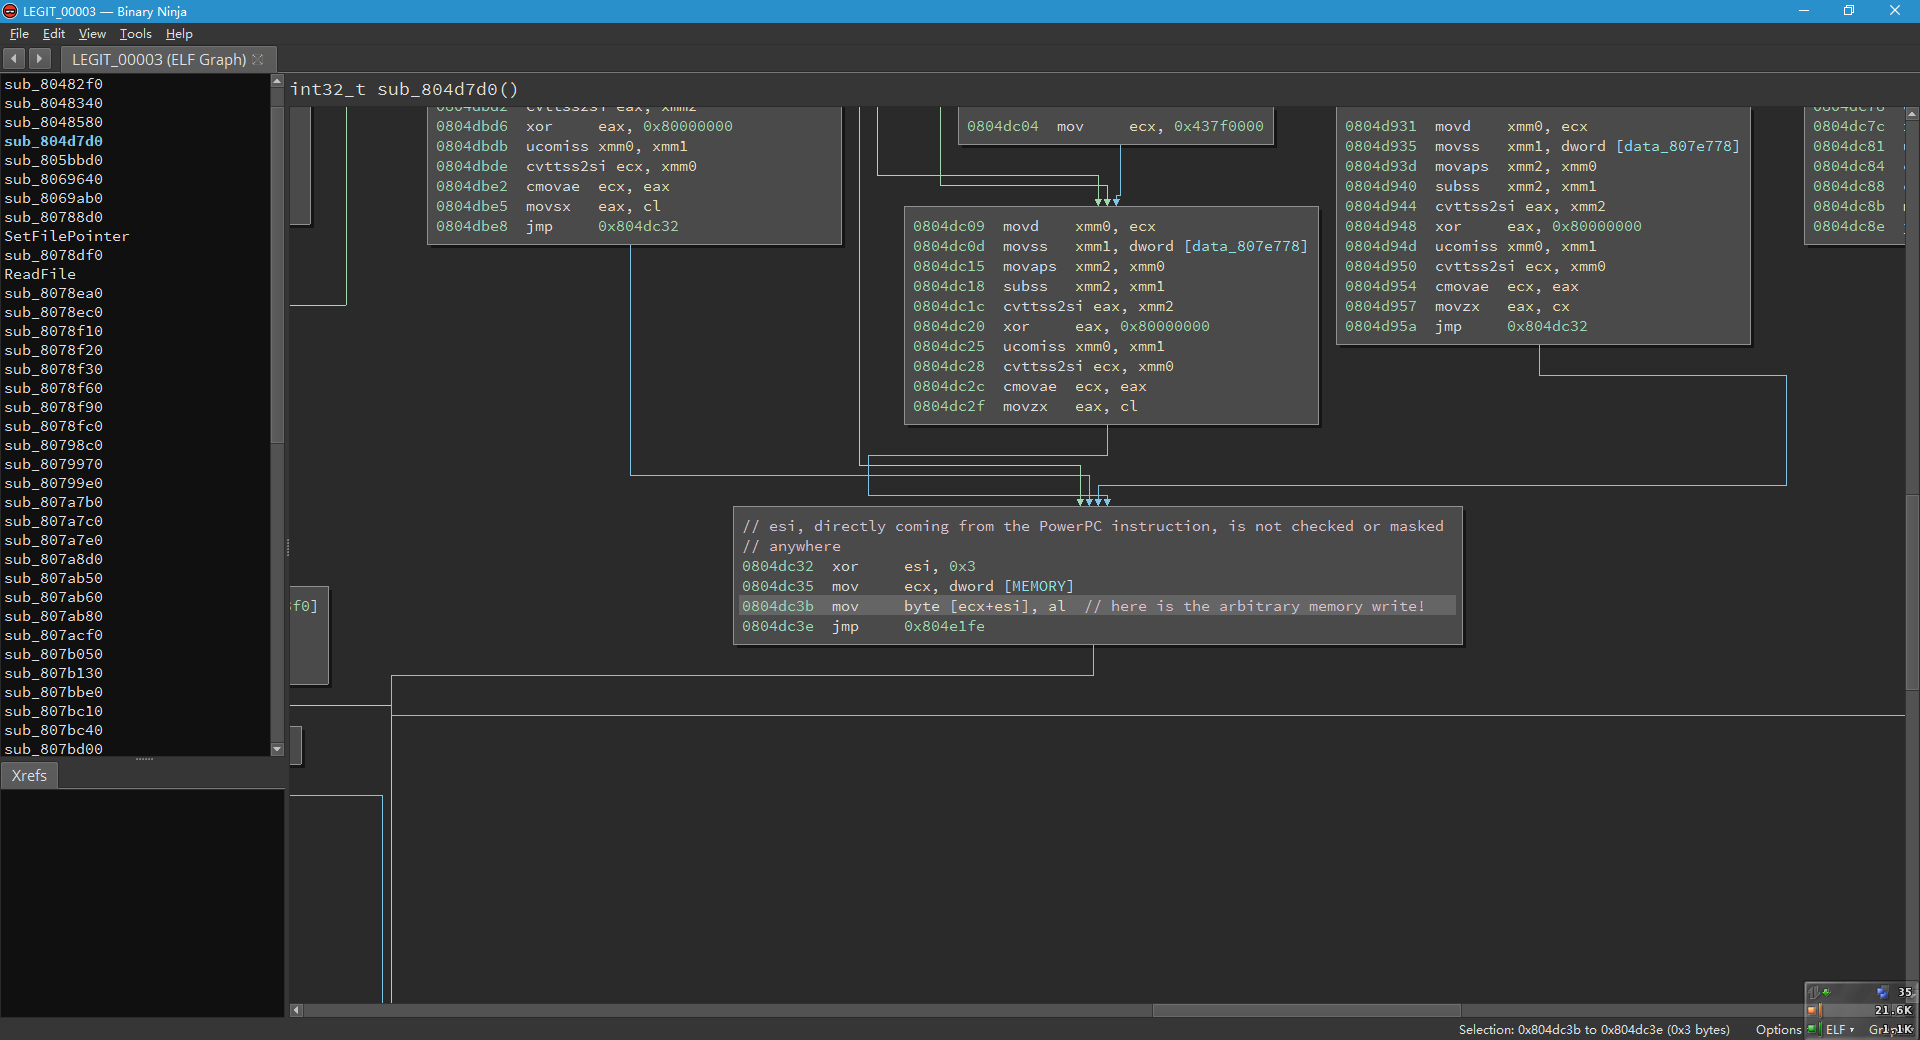 LEGIT_00003 — Binary Ninja
File Edit View Tools Help
LEGIT_00003 (ELF Graph)
sub_80482f0
sub_8048340
sub_8048580
sub_804d7d0
sub_805bbd0
sub_8069640
sub_8069ab0
sub_80788d0
SetFilePointer
sub_8078df0
ReadFile
sub_8078ea0
sub_8078ec0
sub_8078f10
sub_8078f20
sub_8078f30
sub_8078f60
sub_8078f90
sub_8078fc0
sub_80798c0
sub_8079970
sub_80799e0
sub_807a7b0
sub_807a7c0
sub_807a7e0
sub_807a8d0
sub_807ab50
sub_807ab60
sub_807ab80
sub_807acf0
sub_807b050
sub_807b130
sub_807bbe0
sub_807bc10
sub_807bc40
sub_807bd00
Xrefs
int32_t sub_804d7d0()
0804dbd2 cvttss2si eax, xmm2
0804dbd6 xor eax, 0x80000000
0804dbdb ucomiss xmm0, xmm1
0804dbde cvttss2si ecx, xmm0
0804dbe2 cmovae ecx, eax
0804dbe5 movsx eax, cl
0804dbe8 jmp 0x804dc32
0804dc04 mov ecx, 0x437f0000
0804dc09 movd xmm0, ecx
0804dc0d movss xmm1, dword [data_807e778]
0804dc15 movaps xmm2, xmm0
0804dc18 subss xmm2, xmm1
0804dc1c cvttss2si eax, xmm2
0804dc20 xor eax, 0x80000000
0804dc25 ucomiss xmm0, xmm1
0804dc28 cvttss2si ecx, xmm0
0804dc2c cmovae ecx, eax
0804dc2f movzx eax, cl
0804d931 movd xmm0, ecx
0804d935 movss xmm1, dword [data_807e778]
0804d93d movaps xmm2, xmm0
0804d940 subss xmm2, xmm1
0804d944 cvttss2si eax, xmm2
0804d948 xor eax, 0x80000000
0804d94d ucomiss xmm0, xmm1
0804d950 cvttss2si ecx, xmm0
0804d954 cmovae ecx, eax
0804d957 movzx eax, cx
0804d95a jmp 0x804dc32
0804dc78
0804dc7c
0804dc81
0804dc84
0804dc88
0804dc8b
0804dc8e
f0]
// esi, directly coming from the PowerPC instruction, is not checked or masked
// anywhere
0804dc32 xor esi, 0x3
0804dc35 mov ecx, dword [MEMORY]
0804dc3b mov byte [ecx+esi], al // here is the arbitrary memory write!
0804dc3e jmp 0x804e1fe
35
21.6K
1.1K
Selection: 0x804dc3b to 0x804dc3e (0x3 bytes) Options ELF